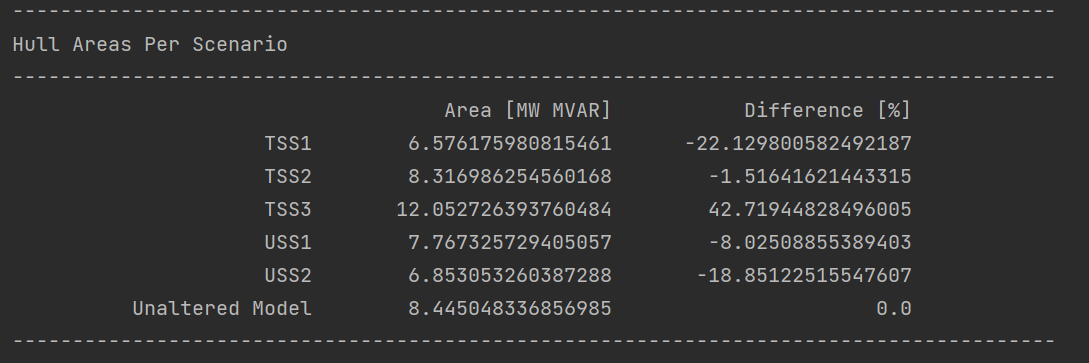 ---------------------------------------------------------------------------------------
Hull Areas Per Scenario
---------------------------------------------------------------------------------------
Area [MW MVAR] Difference [%]
TSS1 6.576175980815461 -22.129800582492187
TSS2 8.316986254560168 -1.51641621443315
TSS3 12.052726393760484 42.71944828496005
USS1 7.767325729405057 -8.02508855389403
USS2 6.853053260387288 -18.85122515547607
Unaltered Model 8.445048336856985 0.0
---------------------------------------------------------------------------------------